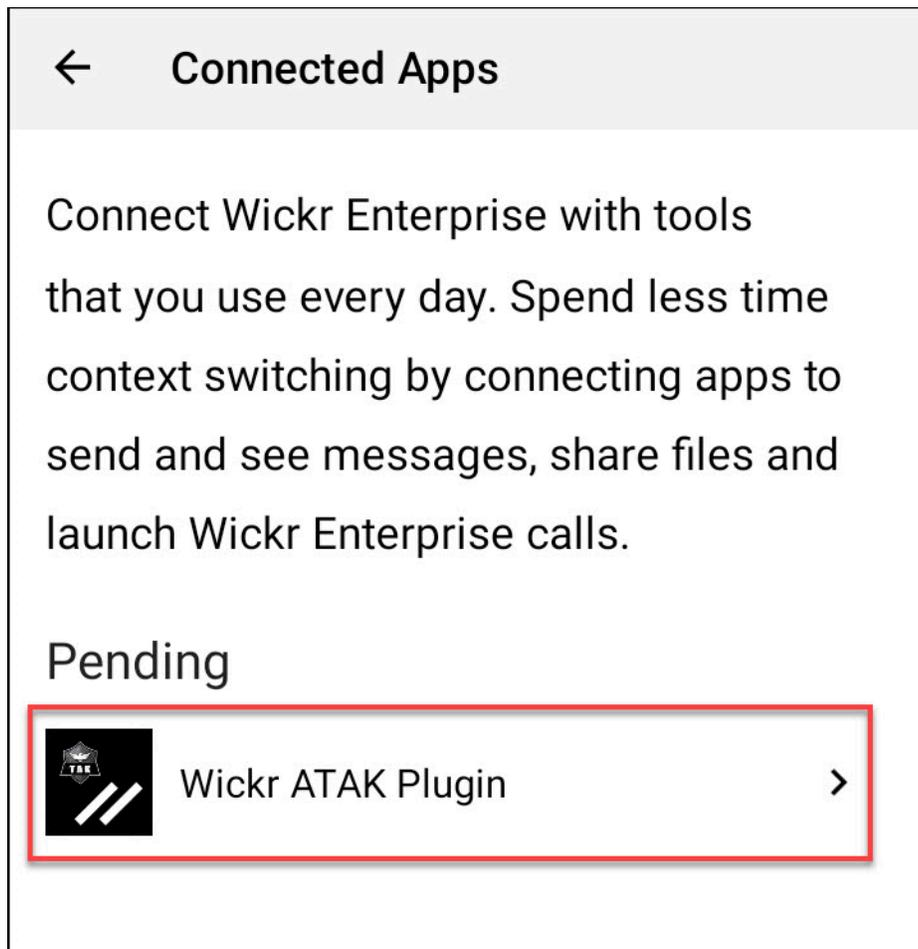 Connected Apps
Connect Wickr Enterprise with tools
that you use every day. Spend less time
context switching by connecting apps to
send and see messages, share files and
launch Wickr Enterprise calls.
Pending
TAK
Wickr ATAK Plugin